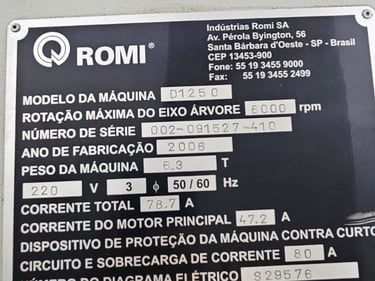 ROMI®
Indústrias Romi SA
Av. Pérola Byington, 56
Santa Bárbara d'Oeste - SP - Brasil
CEP 13453-900
Fone: 55 19 3455 9000
Fax: 55 19 3455 2499
MODELO DA MÁQUINA D1250
ROTAÇÃO MÁXIMA DO EIXO ÁRVORE 6000 rpm
NÚMERO DE SÉRIE 002-091527-410
ANO DE FABRICAÇÃO 2006
PESO DA MÁQUINA 6.3 T
220 V 3 ϕ 50/60 Hz
CORRENTE TOTAL 78.7 A
CORRENTE DO MOTOR PRINCIPAL 47.2 A
DISPOSITIVO DE PROTEÇÃO DA MÁQUINA CONTRA CURTO
CIRCUITO E SOBRECARGA DE CORRENTE 80 A
NÚMERO DO DIAGRAMA ELÉTRICO S29576